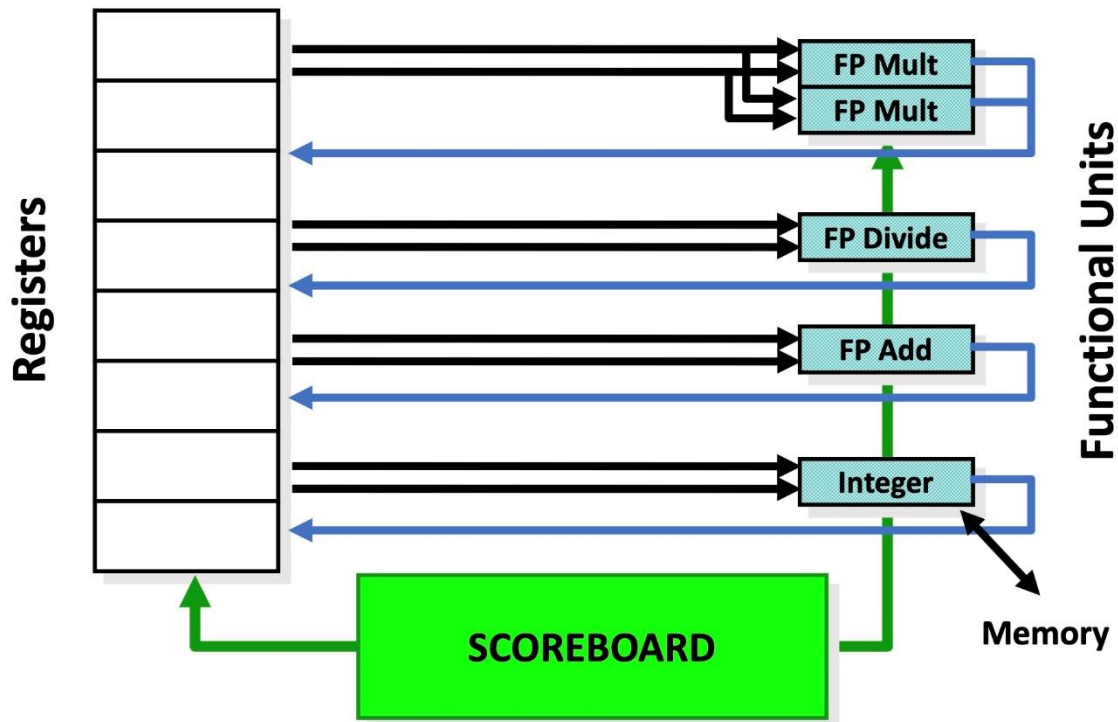 Registers
FP Mult
FP Mult
FP Divide
FP Add
Integer
Functional Units
Memory
SCOREBOARD